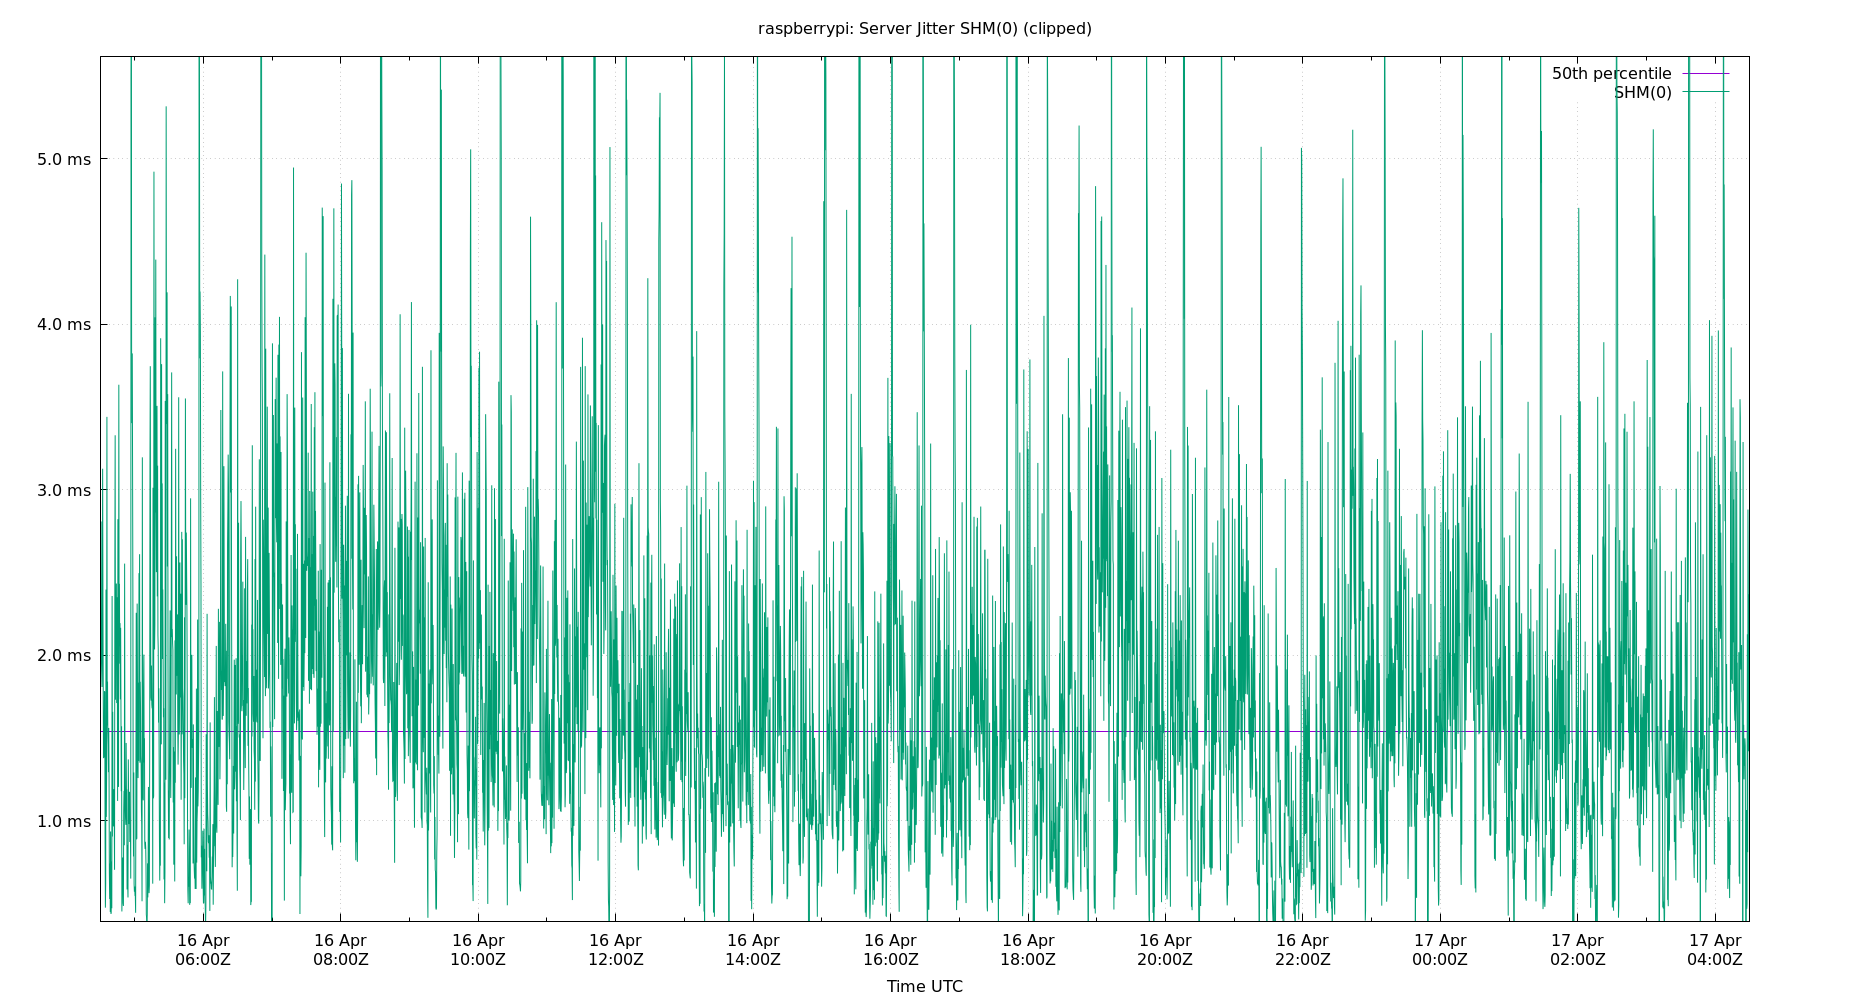 raspberrypi: Server Jitter SHM(0) (clipped)
50th percentile
SHM(0)
5.0 ms
4.0 ms
3.0 ms
2.0 ms
1.0 ms
16 Apr 16 Apr 16 Apr 16 Apr 16 Apr 16 Apr 16 Apr 16 Apr 16 Apr 17 Apr 17 Apr 17 Apr
06:00Z 08:00Z 10:00Z 12:00Z 14:00Z 16:00Z 18:00Z 20:00Z 22:00Z 00:00Z 02:00Z 04:00Z
Time UTC